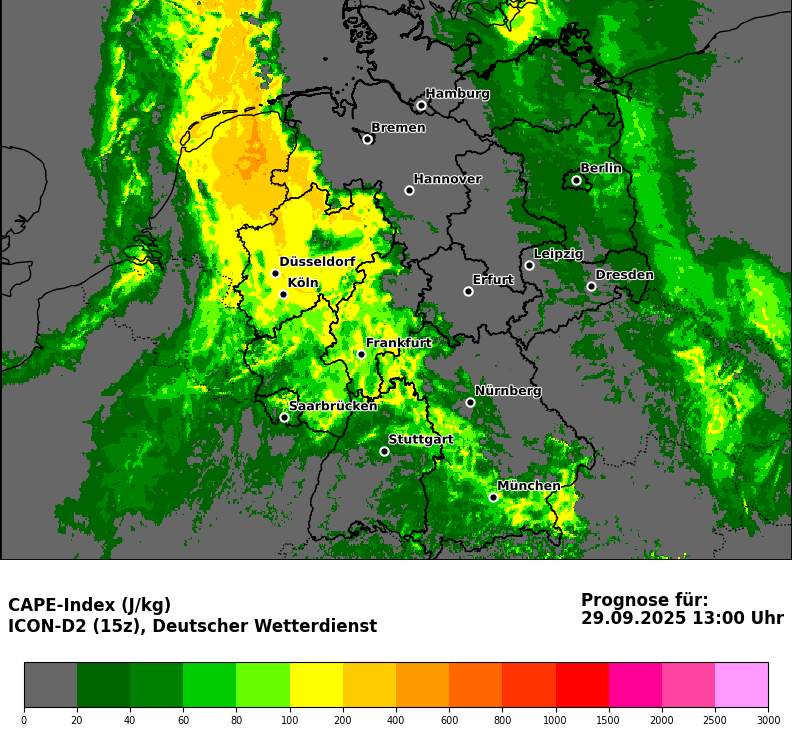 Hamburg
Bremen
Berlin
Hannover
Leipzig
Düsseldorf
Dresden
Köln
Erfurt
Frankfurt
Nürnberg
Saarbrücken
Stuttgart
München
CAPE-Index (J/kg)
ICON-D2 (15z), Deutscher Wetterdienst
Prognose für:
29.09.2025 13:00 Uhr
0 20 40 60 80 100 200 400 600 800 1000 1500 2000 2500 3000